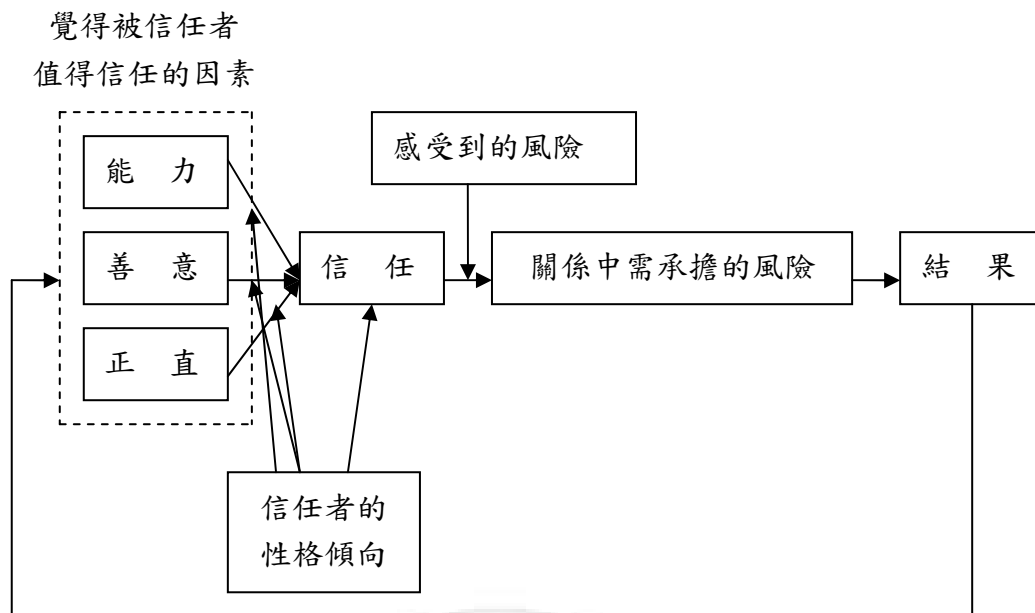 覺得被信任者
值得信任的因素
感受到的風險
能 力
善 意
信 任
關係中需承擔的風險
結 果
正 直
信任者的
性格傾向